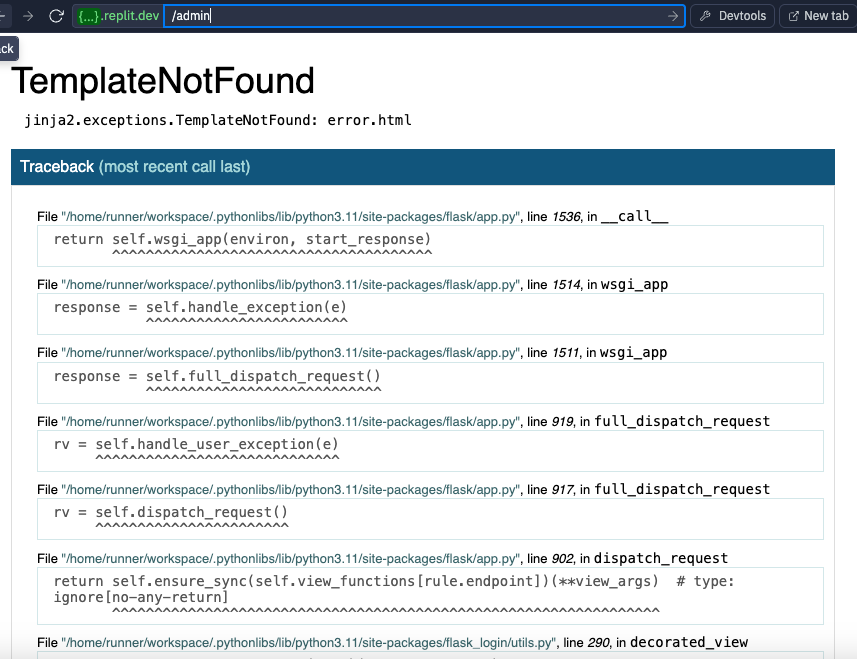 {...}.replit.dev /admin Devtools New tab
ack
TemplateNotFound
jinja2.exceptions.TemplateNotFound: error.html
Traceback (most recent call last)
File "/home/runner/workspace/.pythonlibs/lib/python3.11/site-packages/flask/app.py", line 1536, in __call__
return self.wsgi_app(environ, start_response)
^^^^^^^^^^^^^^^^^^^^^^^^^^^^^^^^^^^^^^
File "/home/runner/workspace/.pythonlibs/lib/python3.11/site-packages/flask/app.py", line 1514, in wsgi_app
response = self.handle_exception(e)
^^^^^^^^^^^^^^^^^^^^^^^^
File "/home/runner/workspace/.pythonlibs/lib/python3.11/site-packages/flask/app.py", line 1511, in wsgi_app
response = self.full_dispatch_request()
^^^^^^^^^^^^^^^^^^^^^^^^^^^^
File "/home/runner/workspace/.pythonlibs/lib/python3.11/site-packages/flask/app.py", line 919, in full_dispatch_request
rv = self.handle_user_exception(e)
^^^^^^^^^^^^^^^^^^^^^^^^^^^^^
File "/home/runner/workspace/.pythonlibs/lib/python3.11/site-packages/flask/app.py", line 917, in full_dispatch_request
rv = self.dispatch_request()
^^^^^^^^^^^^^^^^^^^^^^^
File "/home/runner/workspace/.pythonlibs/lib/python3.11/site-packages/flask/app.py", line 902, in dispatch_request
return self.ensure_sync(self.view_functions[rule.endpoint])(**view_args)  # type:
ignore[no-any-return]
^^^^^^^^^^^^^^^^^^^^^^^^^^^^^^^^^^^^^^^^^^^^^^^^^^^^^^^^^^^^^^^^^
File "/home/runner/workspace/.pythonlibs/lib/python3.11/site-packages/flask_login/utils.py", line 290, in decorated_view